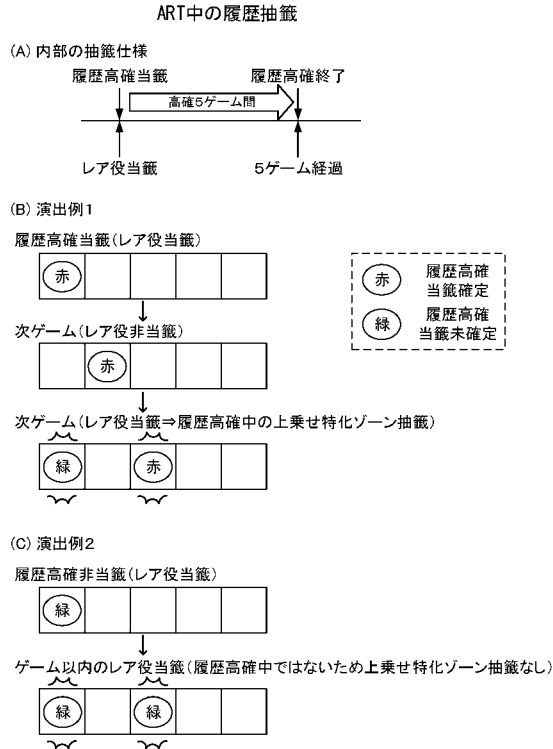 ART中の履歴抽籤
(A) 内部の抽籤仕様
履歴高確当籤 履歴高確終了
高確5ゲーム間
レア役当籤 5ゲーム経過
(B) 演出例1
履歴高確当籤(レア役当籤)
赤
赤 履歴高確
当籤確定
緑 履歴高確
当籤未確定
次ゲーム(レア役非当籤)
赤
次ゲーム(レア役当籤⇒履歴高確中の上乗せ特化ゾーン抽籤)
緑 赤
(C) 演出例2
履歴高確非当籤(レア役当籤)
緑
ゲーム以内のレア役当籤(履歴高確中ではないため上乗せ特化ゾーン抽籤なし)
緑 緑